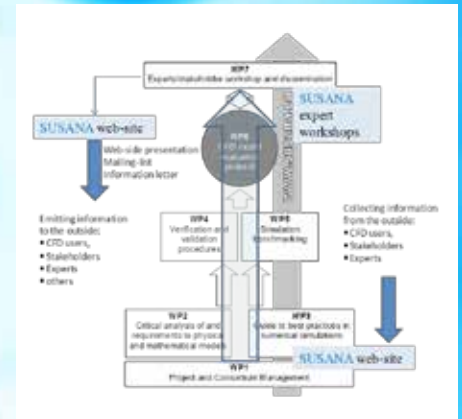 WP7
Experts/stakeholder workshop and dissemination
SUSANA web-site
SUSANA
expert
workshops
Web-side presentation
Mailing-list
Information letter
WP6
CFD model
evaluation
protocol
Emitting information
to the outside:
• CFD users,
• Stakeholders
• Experts
• others
WP4
Verification and
validation
procedures
WP5
Simulation
benchmarking
Collecting information
from the outside:
• CFD users,
• Stakeholders
• Experts
WP2
Critical analysis of and
requirements to physical
and mathematical models
WP3
Guide to best practices in
numerical simulations
SUSANA web-site
WP1
Project and Consortium Management